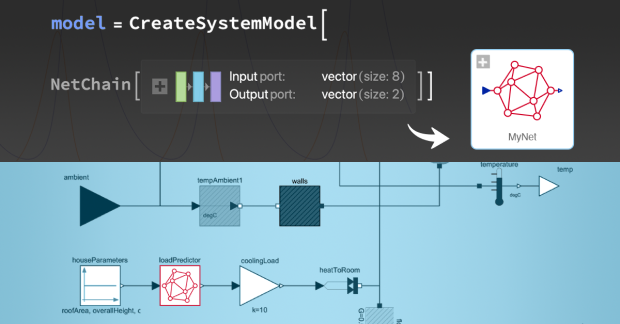 model = CreateSystemModel[
NetChain[ Input port: vector (size: 8) ]]
Output port: vector (size: 2)
MyNet
ambient
tempAmbient1
walls
temperature
temp
degC
degC
houseParameters
loadPredictor
coolingLoad
heatToRoom
roofArea, overallHeight, c
k=10